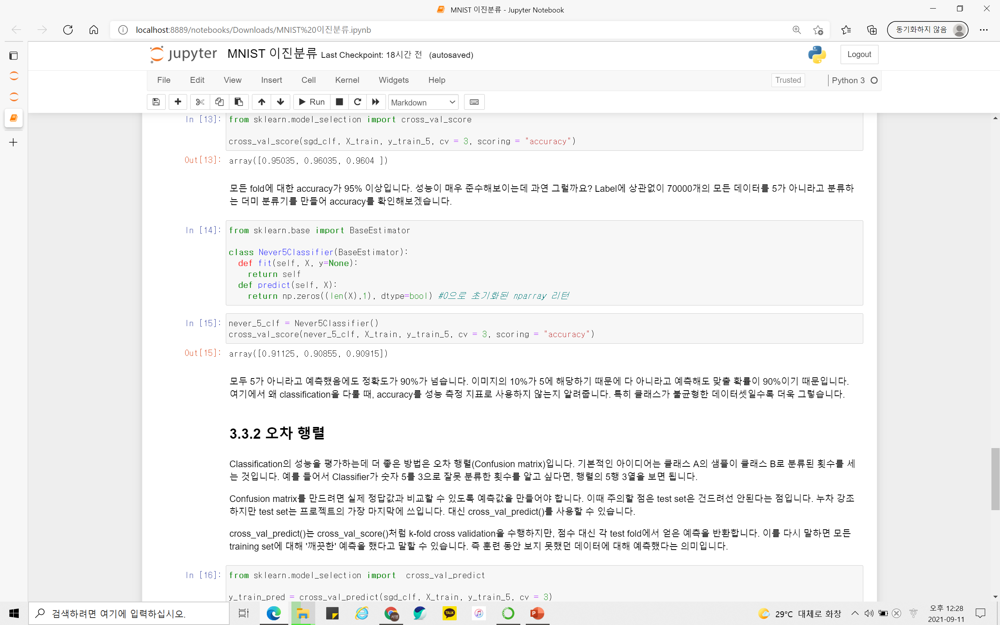 MNIST 이진분류 - Jupyter Notebook
localhost:8889/notebooks/Downloads/MNIST%20이진분류.ipynb
동기화하지 않음
jupyter MNIST 이진분류 Last Checkpoint: 18시간 전 (autosaved)
Logout
File Edit View Insert Cell Kernel Widgets Help
Trusted
Python 3
Run
Markdown
In [13]: from sklearn.model_selection import cross_val_score
cross_val_score(sgd_clf, X_train, y_train_5, cv = 3, scoring = "accuracy")
Out[13]: array([0.95035, 0.96035, 0.9604 ])
모든 fold에 대한 accuracy가 95% 이상입니다. 성능이 매우 준수해보이는데 과연 그럴까요? Label에 상관없이 70000개의 모든 데이터를 5가 아니라고 분류하
는 더미 분류기를 만들어 accuracy를 확인해보겠습니다.
In [14]: from sklearn.base import BaseEstimator
class Never5Classifier(BaseEstimator):
def fit(self, X, y=None):
return self
def predict(self, X):
return np.zeros((len(X),1), dtype=bool) #0으로 초기화된 nparray 리턴
In [15]: never_5_clf = Never5Classifier()
cross_val_score(never_5_clf, X_train, y_train_5, cv = 3, scoring = "accuracy")
Out[15]: array([0.91125, 0.90855, 0.90915])
모두 5가 아니라고 예측했음에도 정확도가 90%가 넘습니다. 이미지의 10%가 5에 해당하기 때문에 다 아니라고 예측해도 맞출 확률이 90%이기 때문입니다.
여기에서 왜 classification을 다룰 때, accuracy를 성능 측정 지표로 사용하지 않는지 알려줍니다. 특히 클래스가 불균형한 데이터셋일수록 더욱 그렇습니다.
3.3.2 오차 행렬
Classification의 성능을 평가하는데 더 좋은 방법은 오차 행렬(Confusion matrix)입니다. 기본적인 아이디어는 클래스 A의 샘플이 클래스 B로 분류된 횟수를 세
는 것입니다. 예를 들어서 Classifier가 숫자 5를 3으로 잘못 분류한 횟수를 알고 싶다면, 행렬의 5행 3열을 보면 됩니다.
Confusion matrix를 만드려면 실제 정답값과 비교할 수 있도록 예측값을 만들어야 합니다. 이때 주의할 점은 test set은 건드려선 안된다는 점입니다. 누차 강조
하지만 test set는 프로젝트의 가장 마지막에 쓰입니다. 대신 cross_val_predict()를 사용할 수 있습니다.
cross_val_predict()는 cross_val_score()처럼 k-fold cross validation을 수행하지만, 점수 대신 각 test fold에서 얻은 예측을 반환합니다. 이를 다시 말하면 모든
training set에 대해 '깨끗한' 예측을 했다고 말할 수 있습니다. 즉 훈련 동안 보지 못했던 데이터에 대해 예측했다는 의미입니다.
In [16]: from sklearn.model_selection import cross_val_predict
y_train_pred = cross_val_predict(sgd_clf, X_train, y_train_5, cv = 3)
검색하려면 여기에 입력하십시오.
서영
TALK
P
29°C 대체로 화창
오후 12:28
2021-09-11